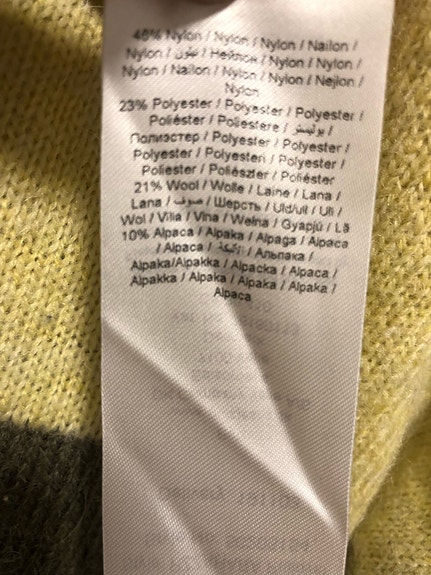 46% Nylon / Nylon / Nylon / Nailon /
Nylon / نايلون / Нейлон / Nylon / Nylon /
Nylon / Nailon / Nylon / Nylon / Nejlon /
Nylon
23% Polyester / Polyester / Polyester /
Poliéster / Poliestere / بوليستر /
Полиэстер / Polyester / Polyester /
Polyester / Polyesteri / Polyester /
Poliester / Poliészter / Poliéster
21% Wool / Wolle / Laine / Lana /
Lana / صوف / Шерсть / Uld/ull / Ull /
Wol / Villa / Vlna / Wełna / Gyapjú / Lã
10% Alpaca / Alpaka / Alpaga / Alpaca
/ Alpaca / الألبكة / Альпака /
Alpaka/Alpakka / Alpacka / Alpaca /
Alpakka / Alpaka / Alpaka / Alpaka /
Alpaca